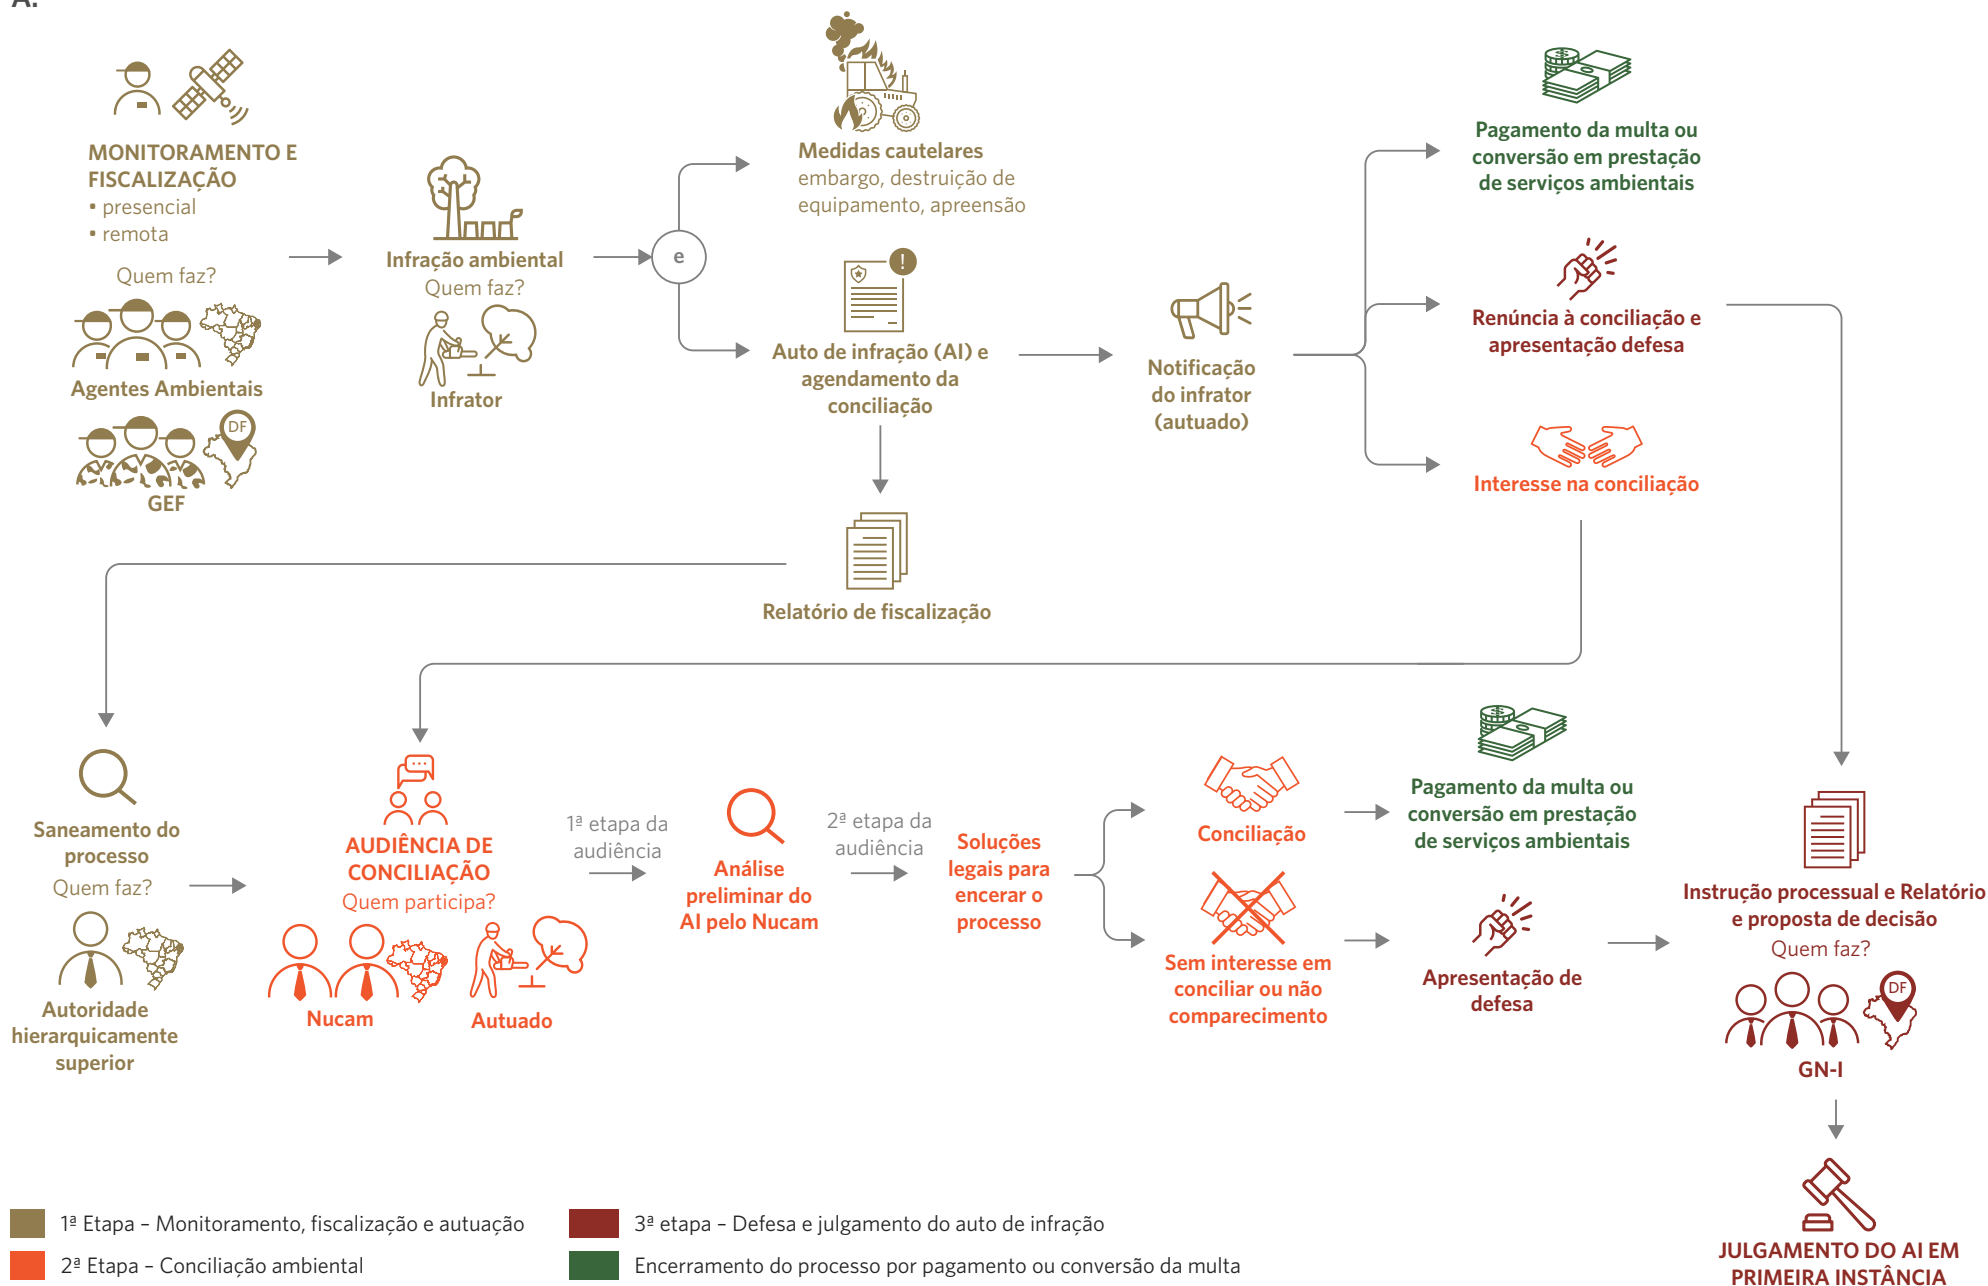 A.
MONITORAMENTO E
FISCALIZAÇÃO
• presencial
• remota
Quem faz?
Agentes Ambientais
DF
GEF
Infração ambiental
Quem faz?
Infrator
e
Medidas cautelares
embargo, destruição de
equipamento, apreensão
!
Auto de infração (AI) e
agendamento da
conciliação
Notificação
do infrator
(autuado)
Pagamento da multa ou
conversão em prestação
de serviços ambientais
Renúncia à conciliação e
apresentação defesa
Interesse na conciliação
Relatório de fiscalização
Saneamento do
processo
Quem faz?
Autoridade
hierarquicamente
superior
AUDIÊNCIA DE
CONCILIAÇÃO
Quem participa?
Nucam
Autuado
1ª etapa da
audiência
Análise
preliminar do
AI pelo Nucam
2ª etapa da
audiência
Soluções
legais para
encerar o
processo
Conciliação
Sem interesse em
conciliar ou não
comparecimento
Pagamento da multa ou
conversão em prestação
de serviços ambientais
Apresentação de
defesa
Instrução processual e Relatório
e proposta de decisão
Quem faz?
DF
GN-I
JULGAMENTO DO AI EM
PRIMEIRA INSTÂNCIA
1ª Etapa – Monitoramento, fiscalização e autuação
2ª Etapa – Conciliação ambiental
3ª etapa – Defesa e julgamento do auto de infração
Encerramento do processo por pagamento ou conversão da multa